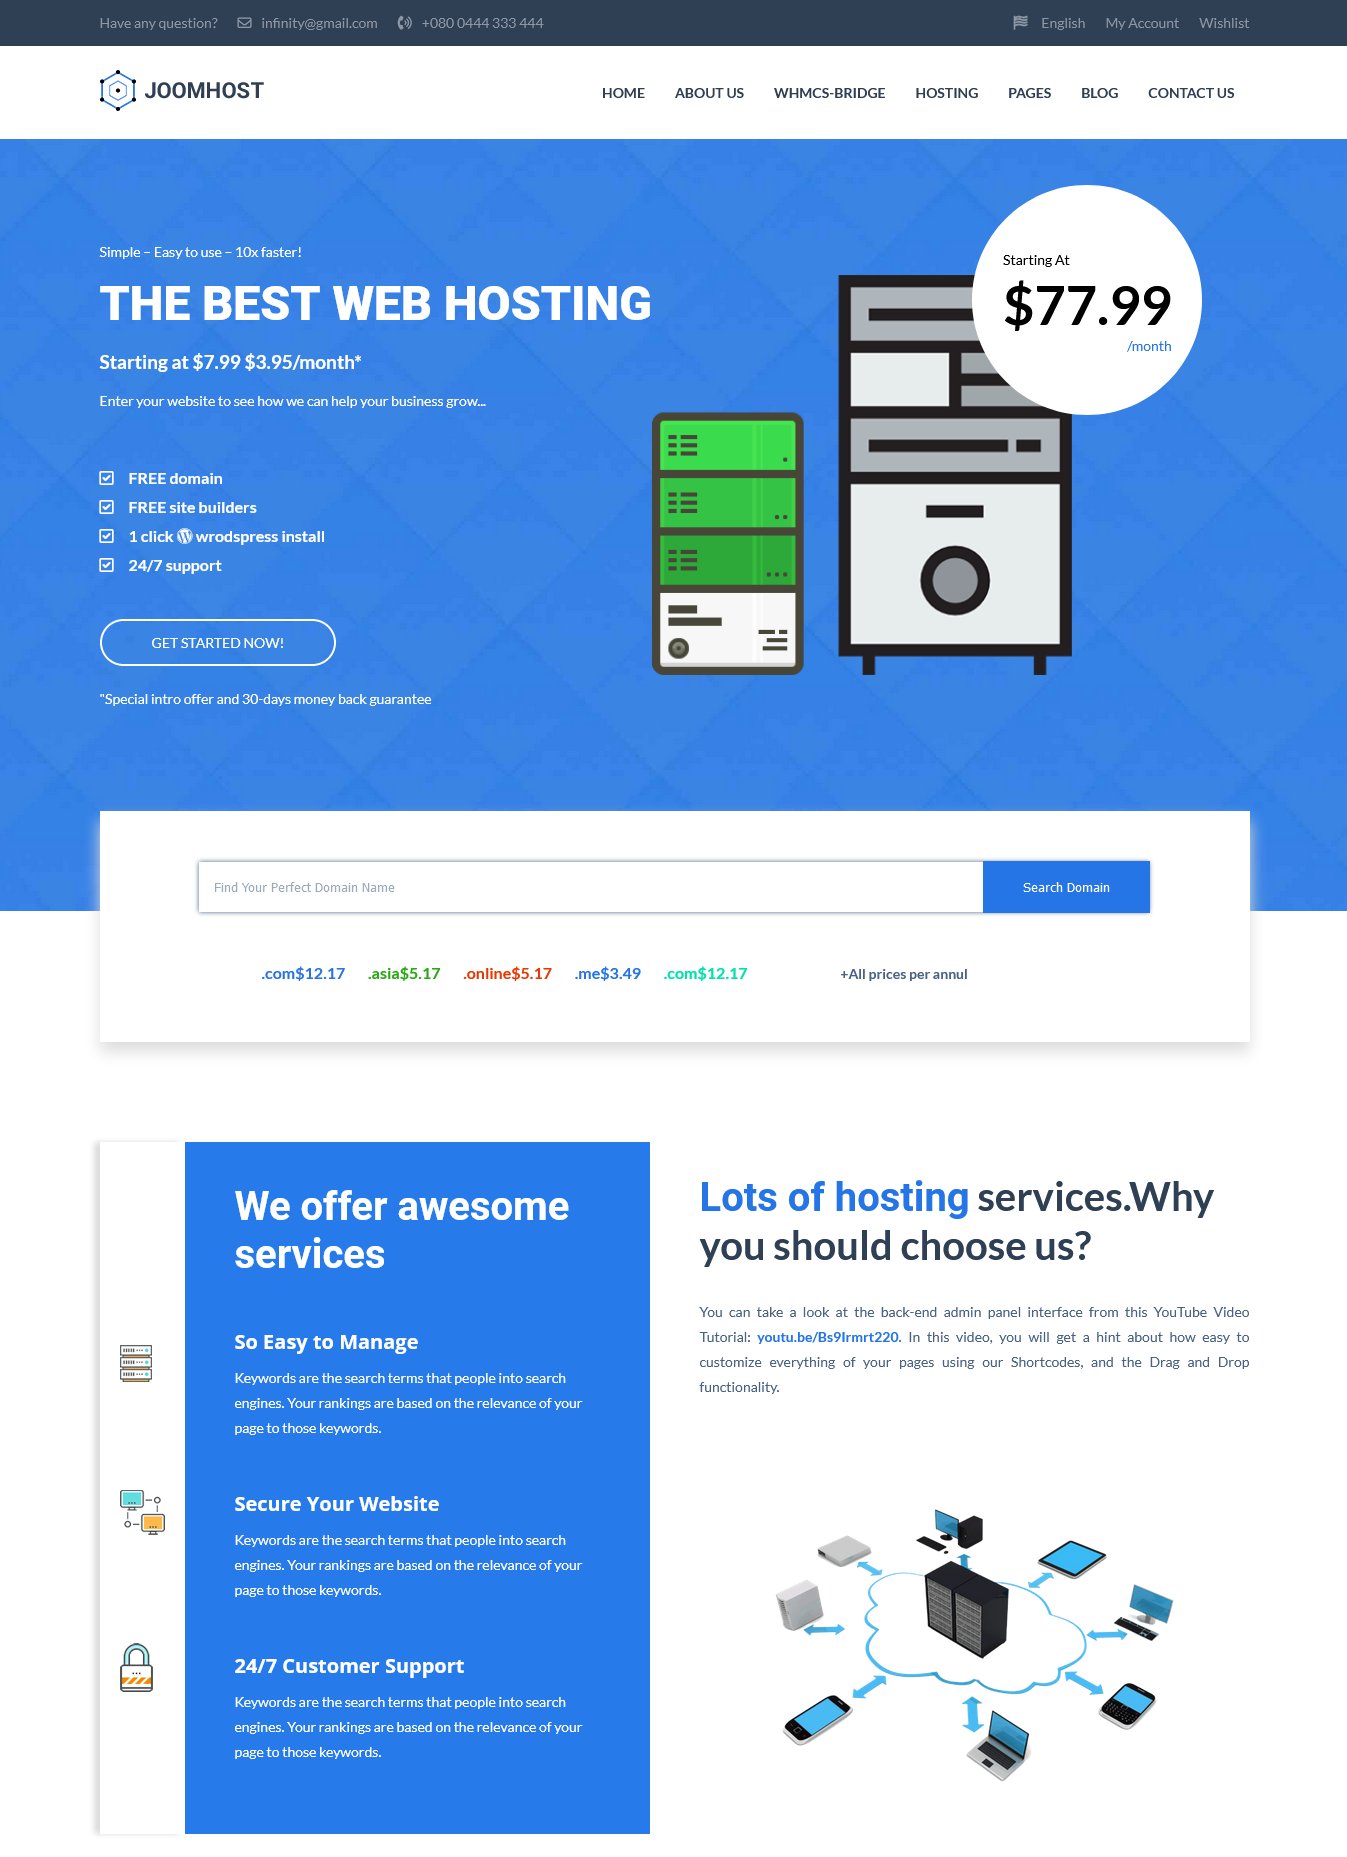 Have any question? infinity@gmail.com +080 0444 333 444 English My Account Wishlist
JOOMHOST HOME ABOUT US WHMCS-BRIDGE HOSTING PAGES BLOG CONTACT US
Simple – Easy to use – 10x faster!
THE BEST WEB HOSTING
Starting at $7.99 $3.95/month*
Enter your website to see how we can help your business grow...
FREE domain
FREE site builders
1 click wrodspress install
24/7 support
GET STARTED NOW!
"Special intro offer and 30-days money back guarantee
Starting At
$77.99
/month
Find Your Perfect Domain Name Search Domain
.com$12.17 .asia$5.17 .online$5.17 .me$3.49 .com$12.17 +All prices per annul
We offer awesome
services
So Easy to Manage
Keywords are the search terms that people into search
engines. Your rankings are based on the relevance of your
page to those keywords.
Secure Your Website
Keywords are the search terms that people into search
engines. Your rankings are based on the relevance of your
page to those keywords.
24/7 Customer Support
Keywords are the search terms that people into search
engines. Your rankings are based on the relevance of your
page to those keywords.
Lots of hosting services.Why
you should choose us?
You can take a look at the back-end admin panel interface from this YouTube Video
Tutorial: youtu.be/Bs9Irmrt220. In this video, you will get a hint about how easy to
customize everything of your pages using our Shortcodes, and the Drag and Drop
functionality.